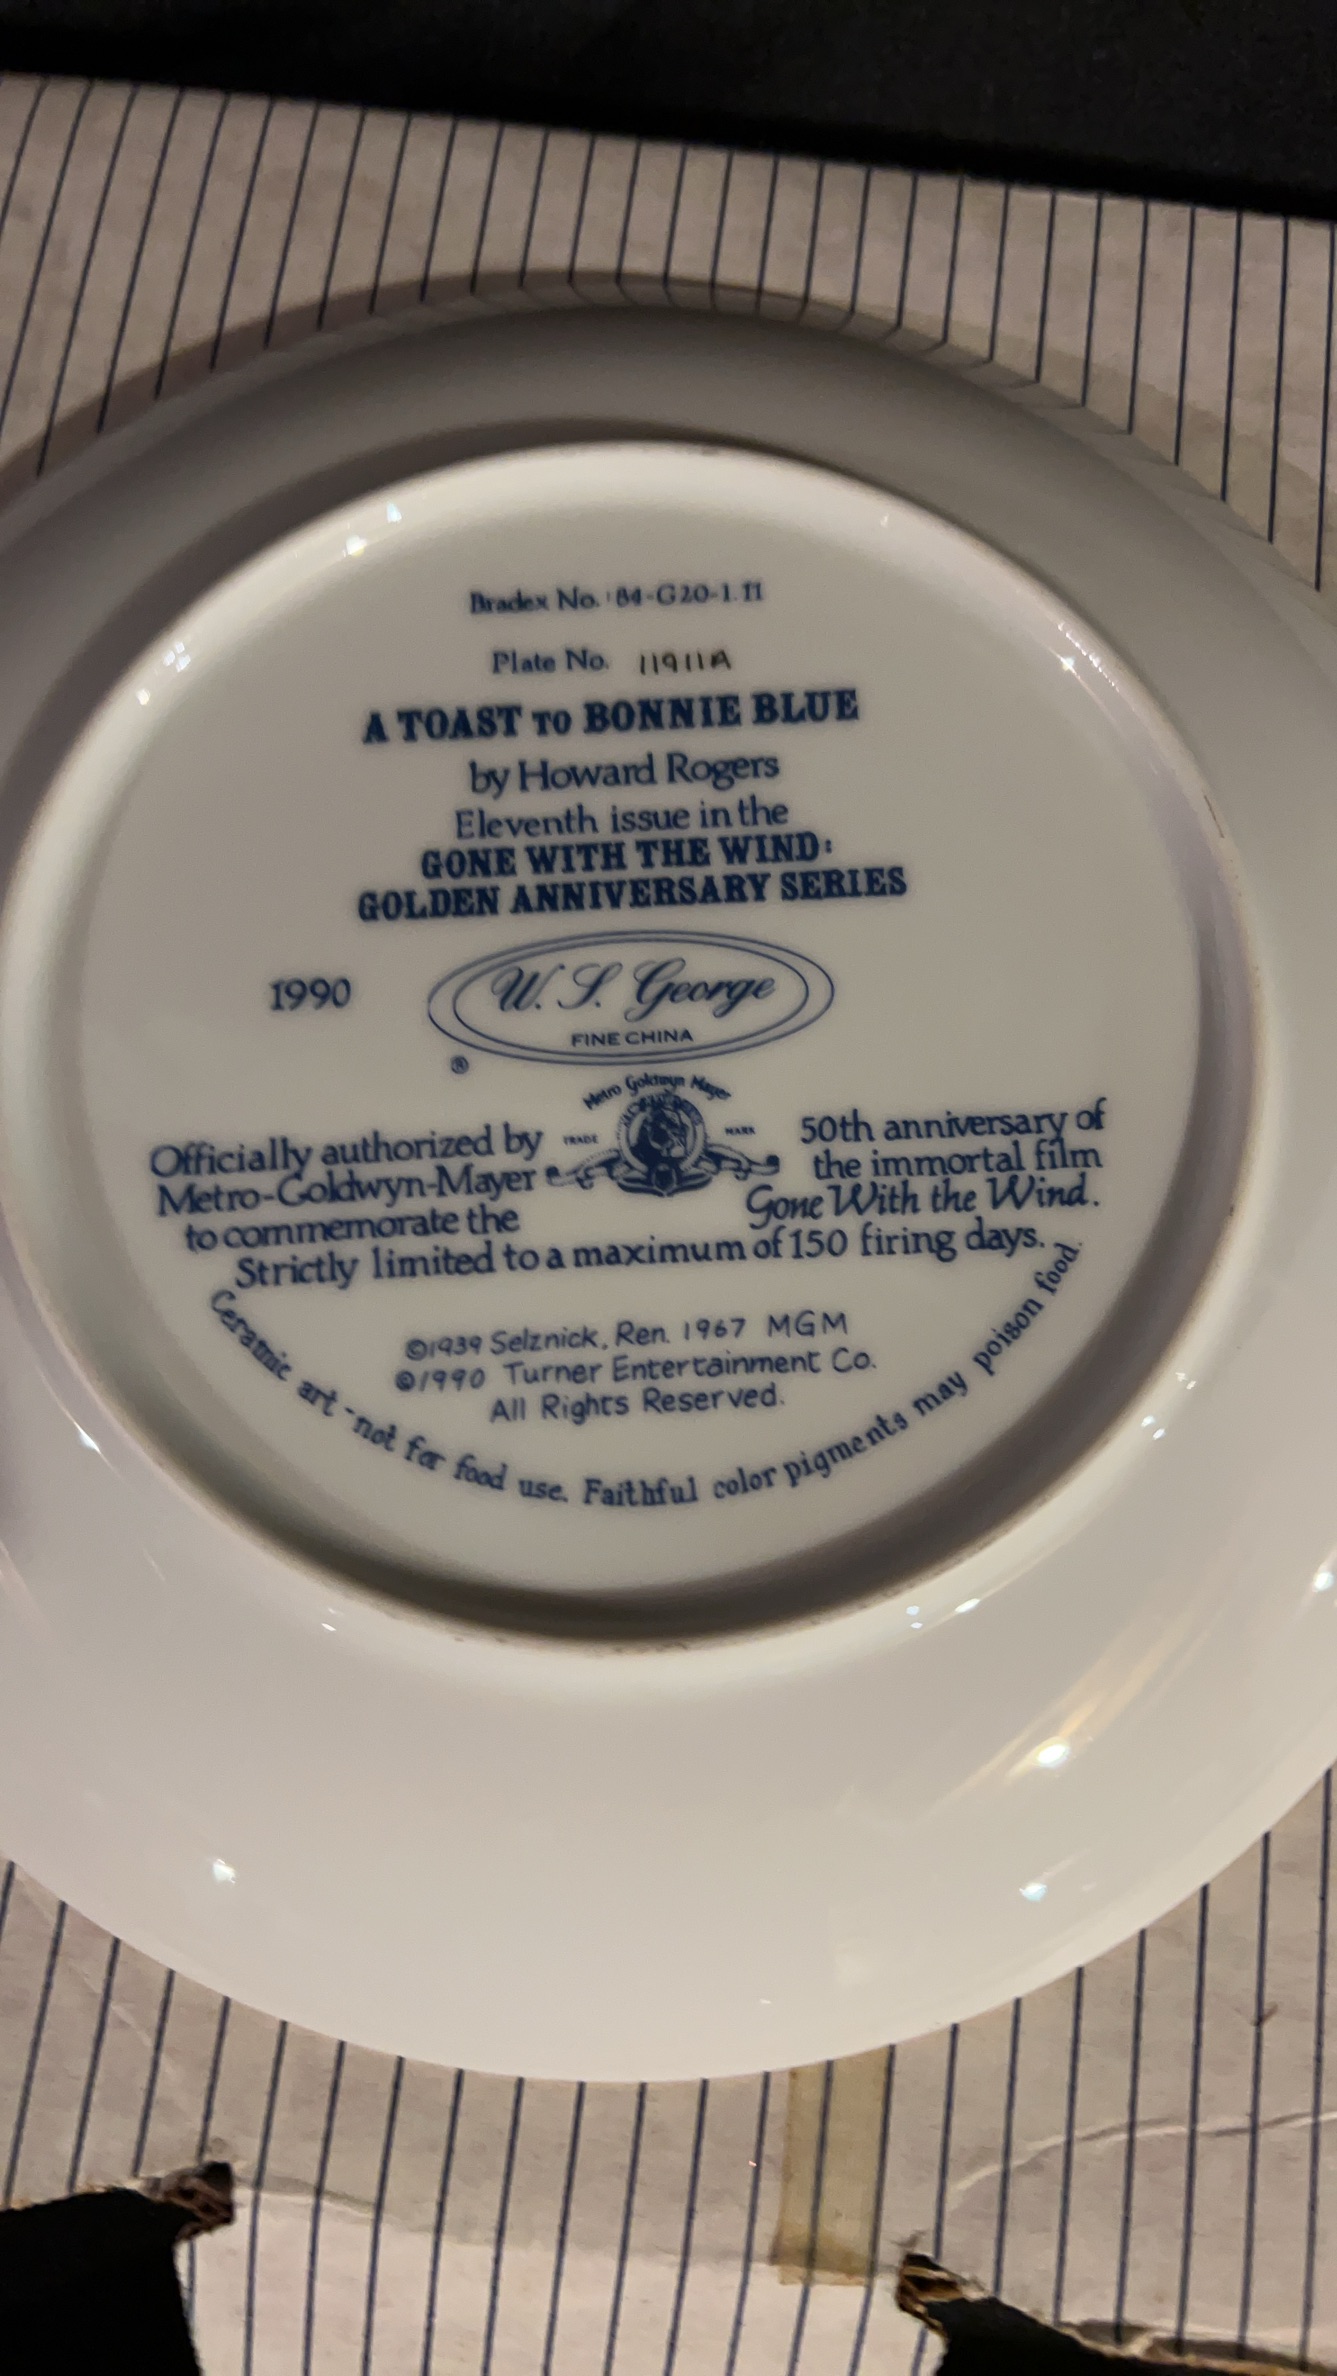 Bradex No. 84-G20-1.11
Plate No. 11911A
A TOAST TO BONNIE BLUE
by Howard Rogers
Eleventh issue in the
GONE WITH THE WIND:
GOLDEN ANNIVERSARY SERIES
1990
W. S. George
FINE CHINA
®
Metro Goldwyn Mayer
TRADE MARK
Officially authorized by
Metro-Goldwyn-Mayer
to commemorate the
50th anniversary of
the immortal film
Gone With the Wind.
Strictly limited to a maximum of 150 firing days.
©1939 Selznick, Ren. 1967 MGM
©1990 Turner Entertainment Co.
All Rights Reserved.
Ceramic art - not for food use. Faithful color pigments may poison food.